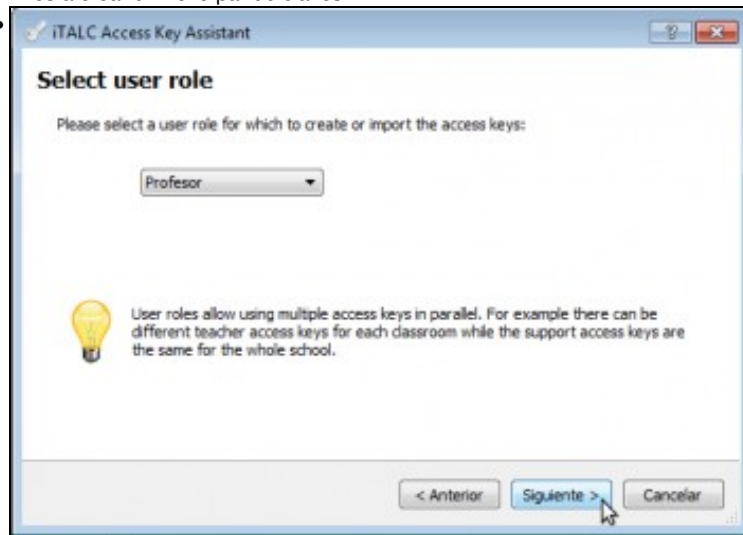 iTALC Access Key Assistant
Select user role
Please select a user role for which to create or import the access keys:
Profesor
User roles allow using multiple access keys in parallel. For example there can be
different teacher access keys for each classroom while the support access keys are
the same for the whole school.
< Anterior
Siguiente >
Cancelar